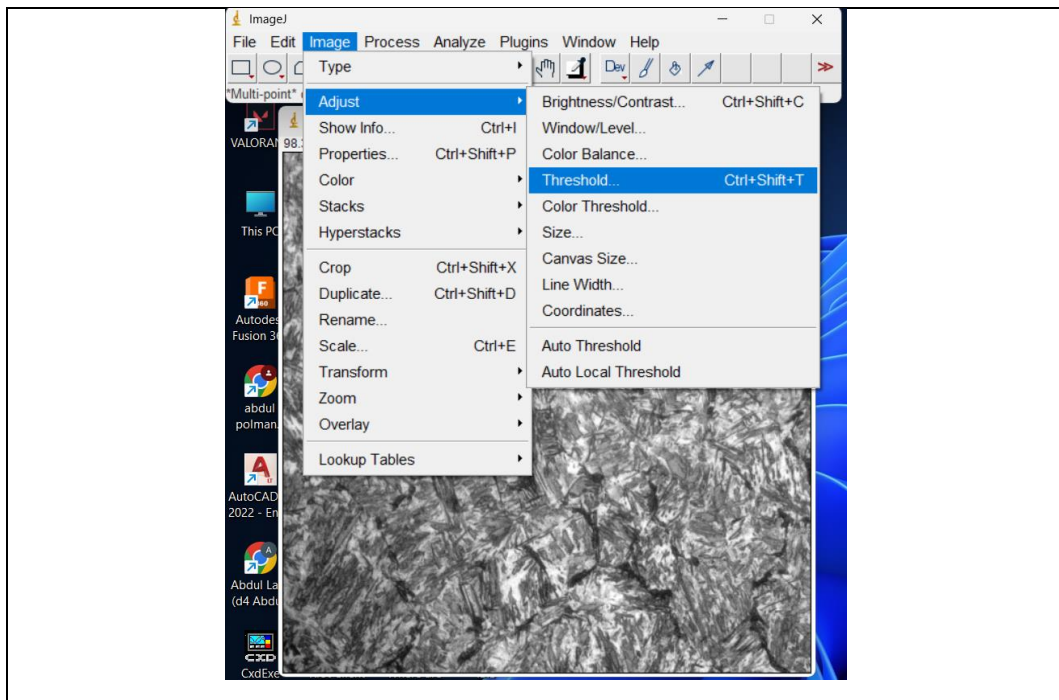 ImageJ
File Edit Image Process Analyze Plugins Window Help
Dev
*Multi-point*
Type
Adjust
Show Info... Ctrl+I
Properties... Ctrl+Shift+P
Color
Stacks
Hyperstacks
Crop Ctrl+Shift+X
Duplicate... Ctrl+Shift+D
Rename...
Scale... Ctrl+E
Transform
Zoom
Overlay
Lookup Tables
Brightness/Contrast... Ctrl+Shift+C
Window/Level...
Color Balance...
Threshold... Ctrl+Shift+T
Color Threshold...
Size...
Canvas Size...
Line Width...
Coordinates...
Auto Threshold
Auto Local Threshold
VALORA
98.
This PC
Autodes
Fusion 3
abdul
polman
AutoCAD
2022 - En
Abdul La
(d4 Abdu
CXD
CxdExe